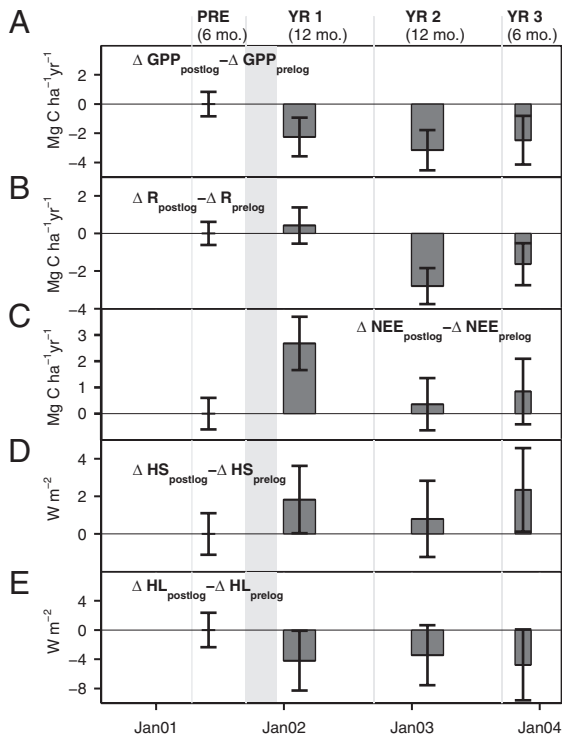 PRE YR 1 YR 2 YR 3
(6 mo.) (12 mo.) (12 mo.) (6 mo.)
A
Δ GPPpostlog–Δ GPPprelog
Mg C ha−1yr−1
2
0
−2
−4
B
Δ Rpostlog–Δ Rprelog
Mg C ha−1yr−1
2
0
−2
−4
C
Δ NEEpostlog–Δ NEEprelog
Mg C ha−1yr−1
3
2
1
0
D
Δ HSpostlog–Δ HSprelog
W m−2
4
2
0
E
Δ HLpostlog–Δ HLprelog
W m−2
4
0
−4
−8
Jan01 Jan02 Jan03 Jan04